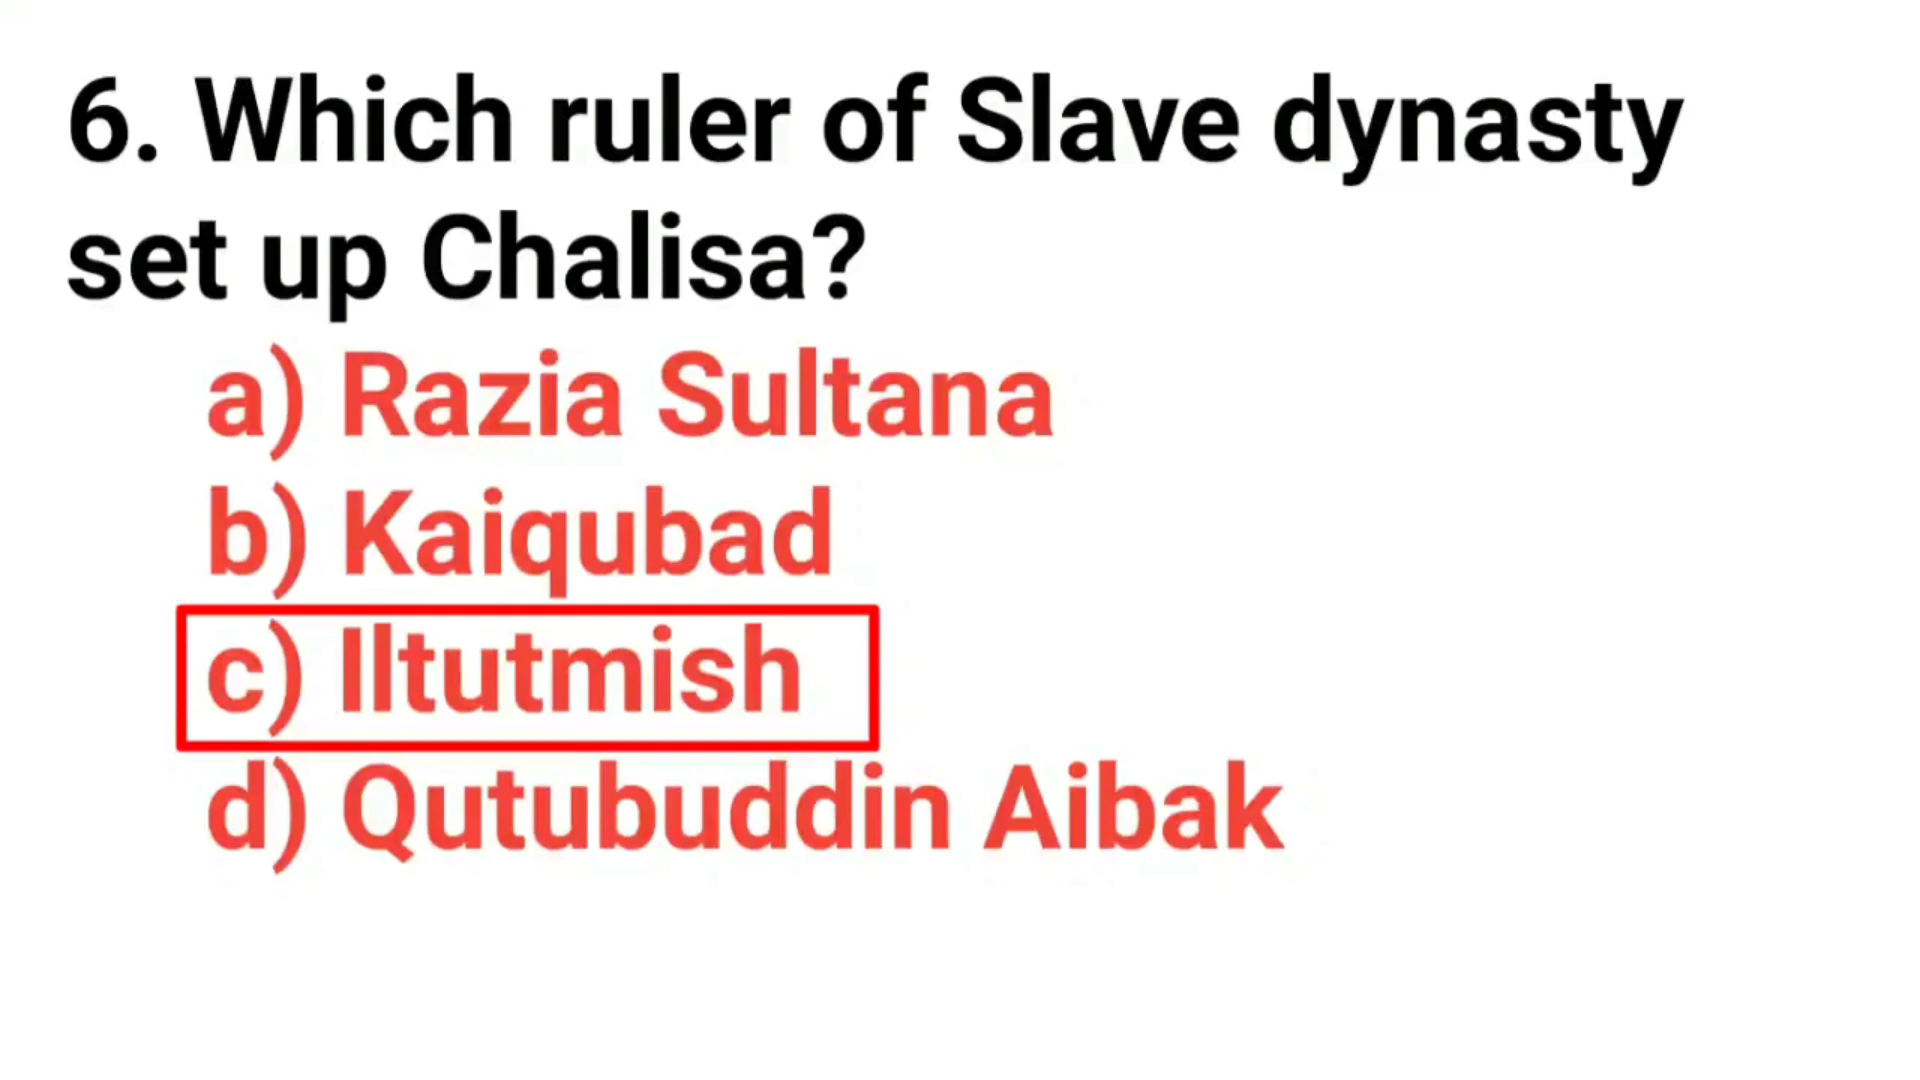 6. Which ruler of Slave dynasty
set up Chalisa?
a) Razia Sultana
b) Kaiqubad
c) Iltutmish
d) Qutubuddin Aibak